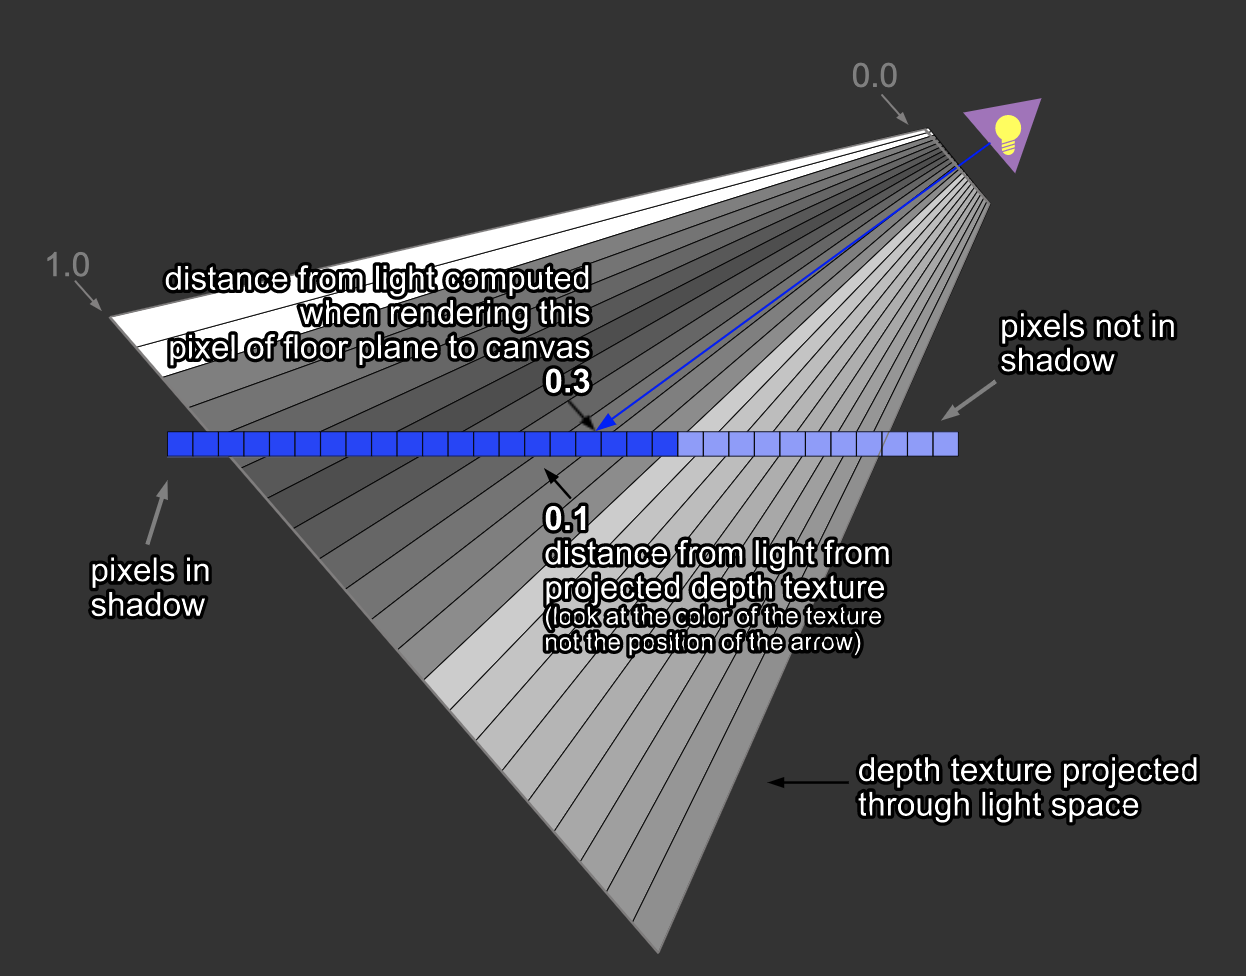 0.0
1.0
distance from light computed
when rendering this
pixel of floor plane to canvas
0.3
pixels not in
shadow
0.1
distance from light from
projected depth texture
(look at the color of the texture
not the position of the arrow)
pixels in
shadow
depth texture projected
through light space